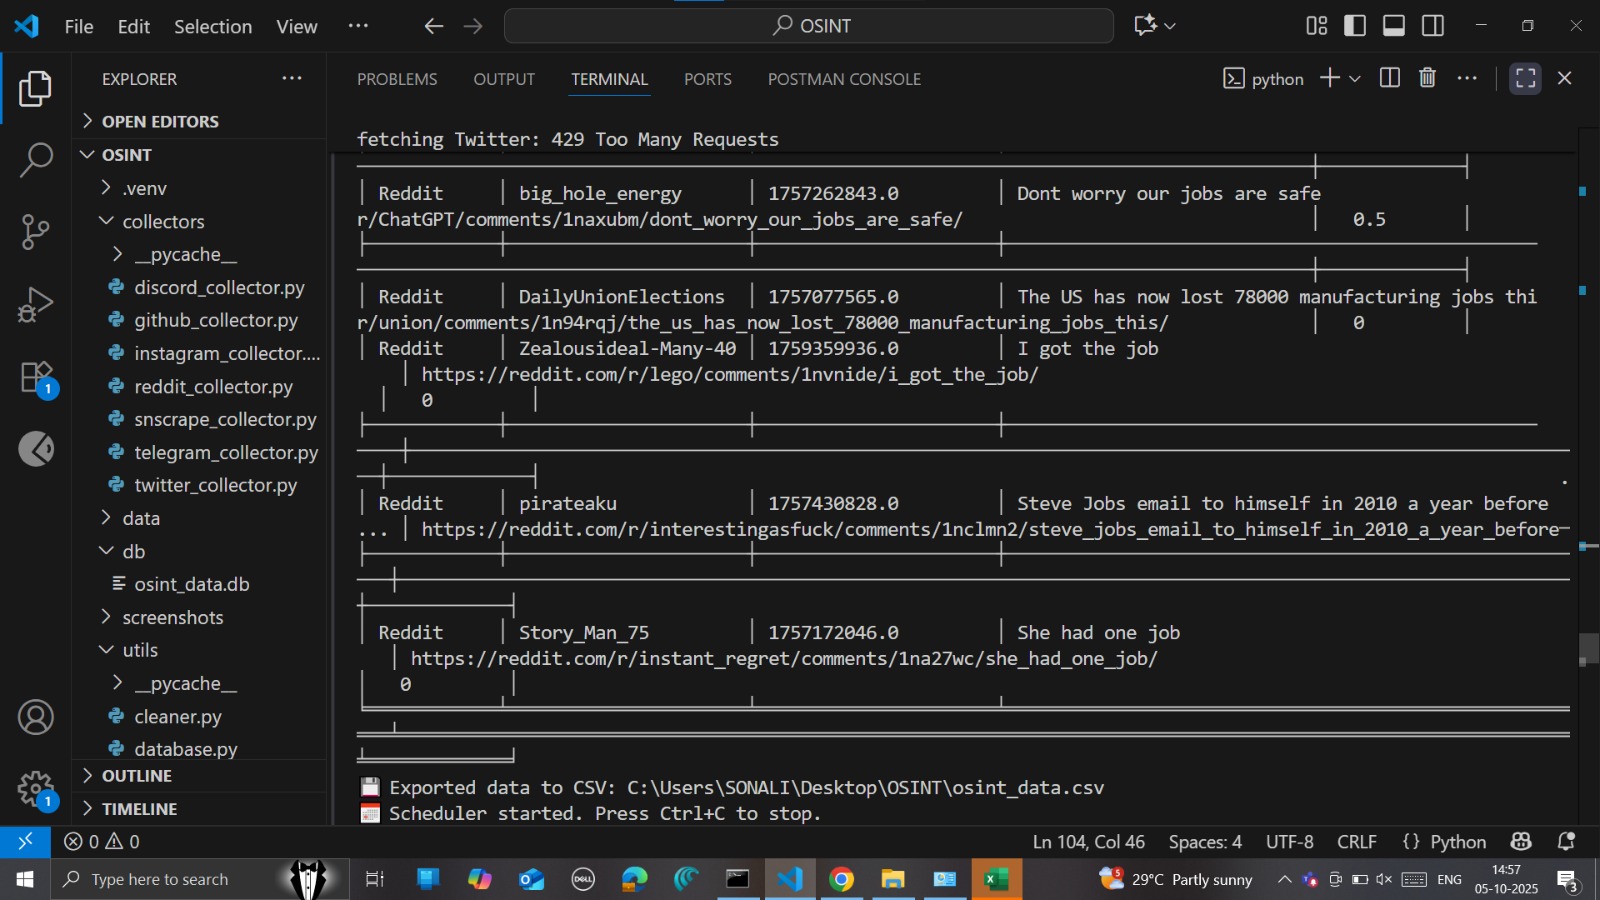 File Edit Selection View ··· OSINT
EXPLORER ···
OPEN EDITORS
OSINT
.venv
collectors
__pycache__
discord_collector.py
github_collector.py
instagram_collector....
reddit_collector.py
snscrape_collector.py
telegram_collector.py
twitter_collector.py
data
db
osint_data.db
screenshots
utils
__pycache__
cleaner.py
database.py
OUTLINE
TIMELINE
1
1
PROBLEMS OUTPUT TERMINAL PORTS POSTMAN CONSOLE python ···
fetching Twitter: 429 Too Many Requests
Reddit big_hole_energy 1757262843.0 Dont worry our jobs are safe
r/ChatGPT/comments/1naxubm/dont_worry_our_jobs_are_safe/ 0.5
Reddit DailyUnionElections 1757077565.0 The US has now lost 78000 manufacturing jobs thi
r/union/comments/1n94rqj/the_us_has_now_lost_78000_manufacturing_jobs_this/ 0
Reddit Zealousideal-Many-40 1759359936.0 I got the job
https://reddit.com/r/lego/comments/1nvnide/i_got_the_job/
0
.
Reddit pirateaku 1757430828.0 Steve Jobs email to himself in 2010 a year before
... https://reddit.com/r/interestingasfuck/comments/1nclmn2/steve_jobs_email_to_himself_in_2010_a_year_before
Reddit Story_Man_75 1757172046.0 She had one job
https://reddit.com/r/instant_regret/comments/1na27wc/she_had_one_job/
0
Exported data to CSV: C:\Users\SONALI\Desktop\OSINT\osint_data.csv
Scheduler started. Press Ctrl+C to stop.
0 0 Ln 104, Col 46 Spaces: 4 UTF-8 CRLF {} Python
Type here to search DELL 5 29°C Partly sunny ENG 14:57
05-10-2025 3